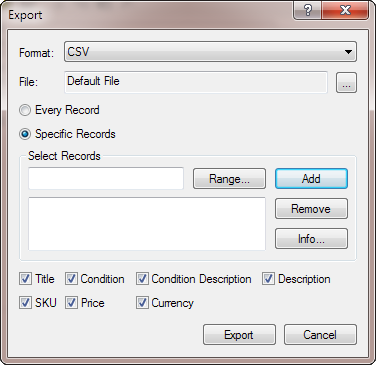 Export
Format: CSV
File: Default File ...
Every Record
Specific Records
Select Records
Range... Add
Remove
Info...
Title Condition Condition Description Description
SKU Price Currency
Export Cancel